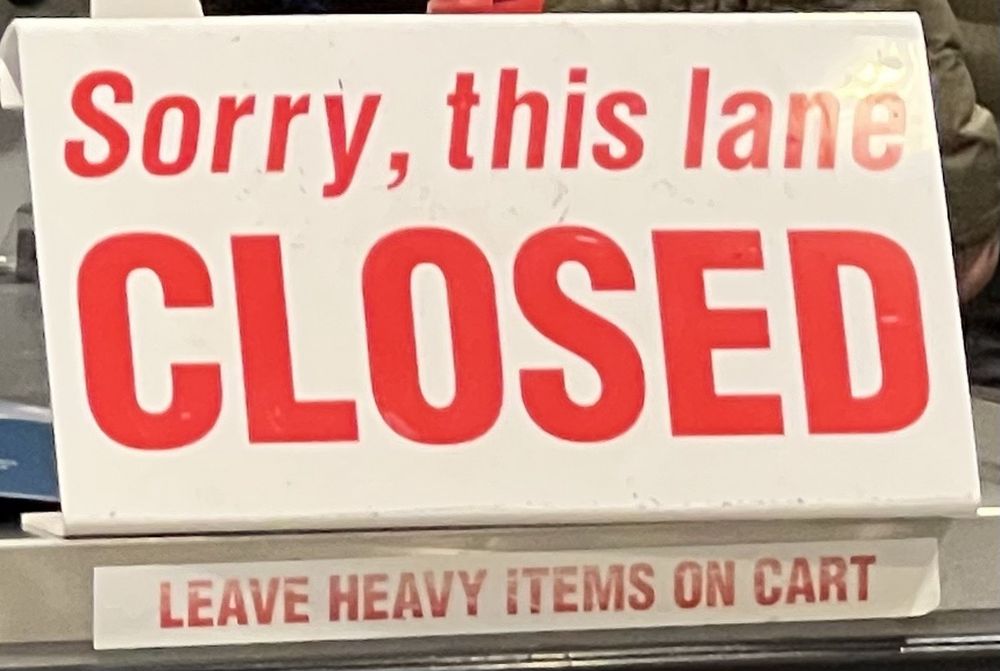 Sorry, this lane
CLOSED
LEAVE HEAVY ITEMS ON CART